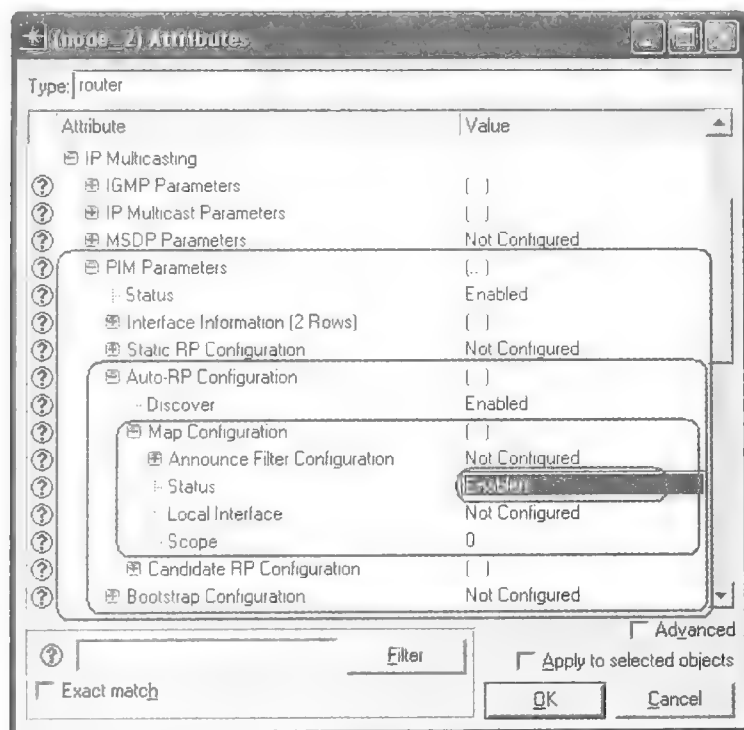 (node_2) Attributes
Type: router
Attribute Value
IP Multicasting
IGMP Parameters ( )
IP Multicast Parameters ( )
MSDP Parameters Not Configured
PIM Parameters (..)
Status Enabled
Interface Information (2 Rows) ( )
Static RP Configuration Not Configured
Auto-RP Configuration ( )
Discover Enabled
Map Configuration ( )
Announce Filter Configuration Not Configured
Status Enabled
Local Interface Not Configured
Scope 0
Candidate RP Configuration ( )
Bootstrap Configuration Not Configured
Advanced
Filter
Apply to selected objects
Exact match
OK Cancel